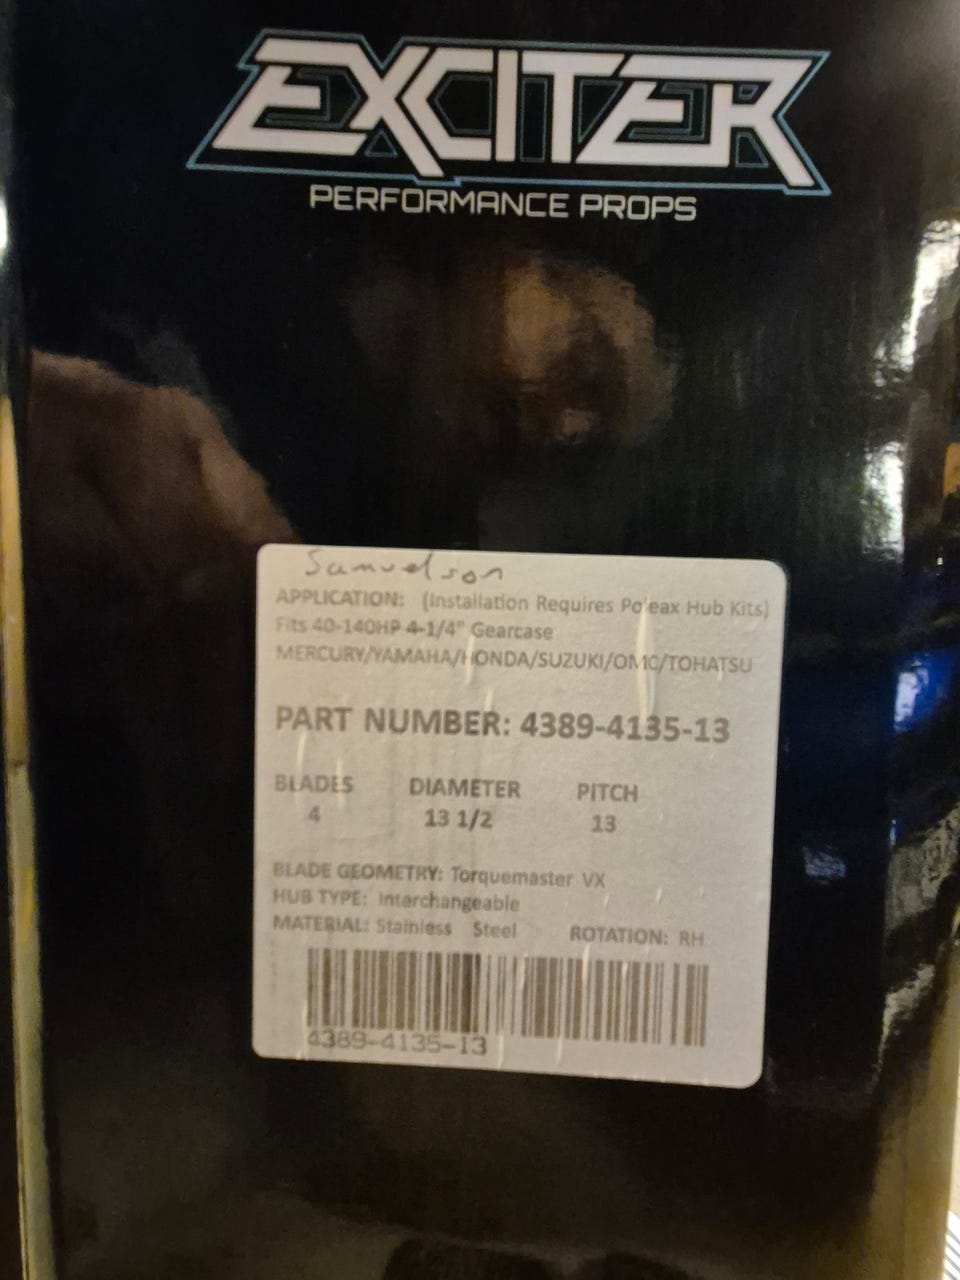 EXCITER
PERFORMANCE PROPS
Samuelson
APPLICATION: (Installation Requires Poleax Hub Kits)
Fits 40-140HP 4-1/4" Gearcase
MERCURY/YAMAHA/HONDA/SUZUKI/OMC/TOHATSU
PART NUMBER: 4389-4135-13
BLADES DIAMETER PITCH
4 13 1/2 13
BLADE GEOMETRY: Torquemaster VX
HUB TYPE: Interchangeable
MATERIAL: Stainless Steel ROTATION: RH
4389-4135-13